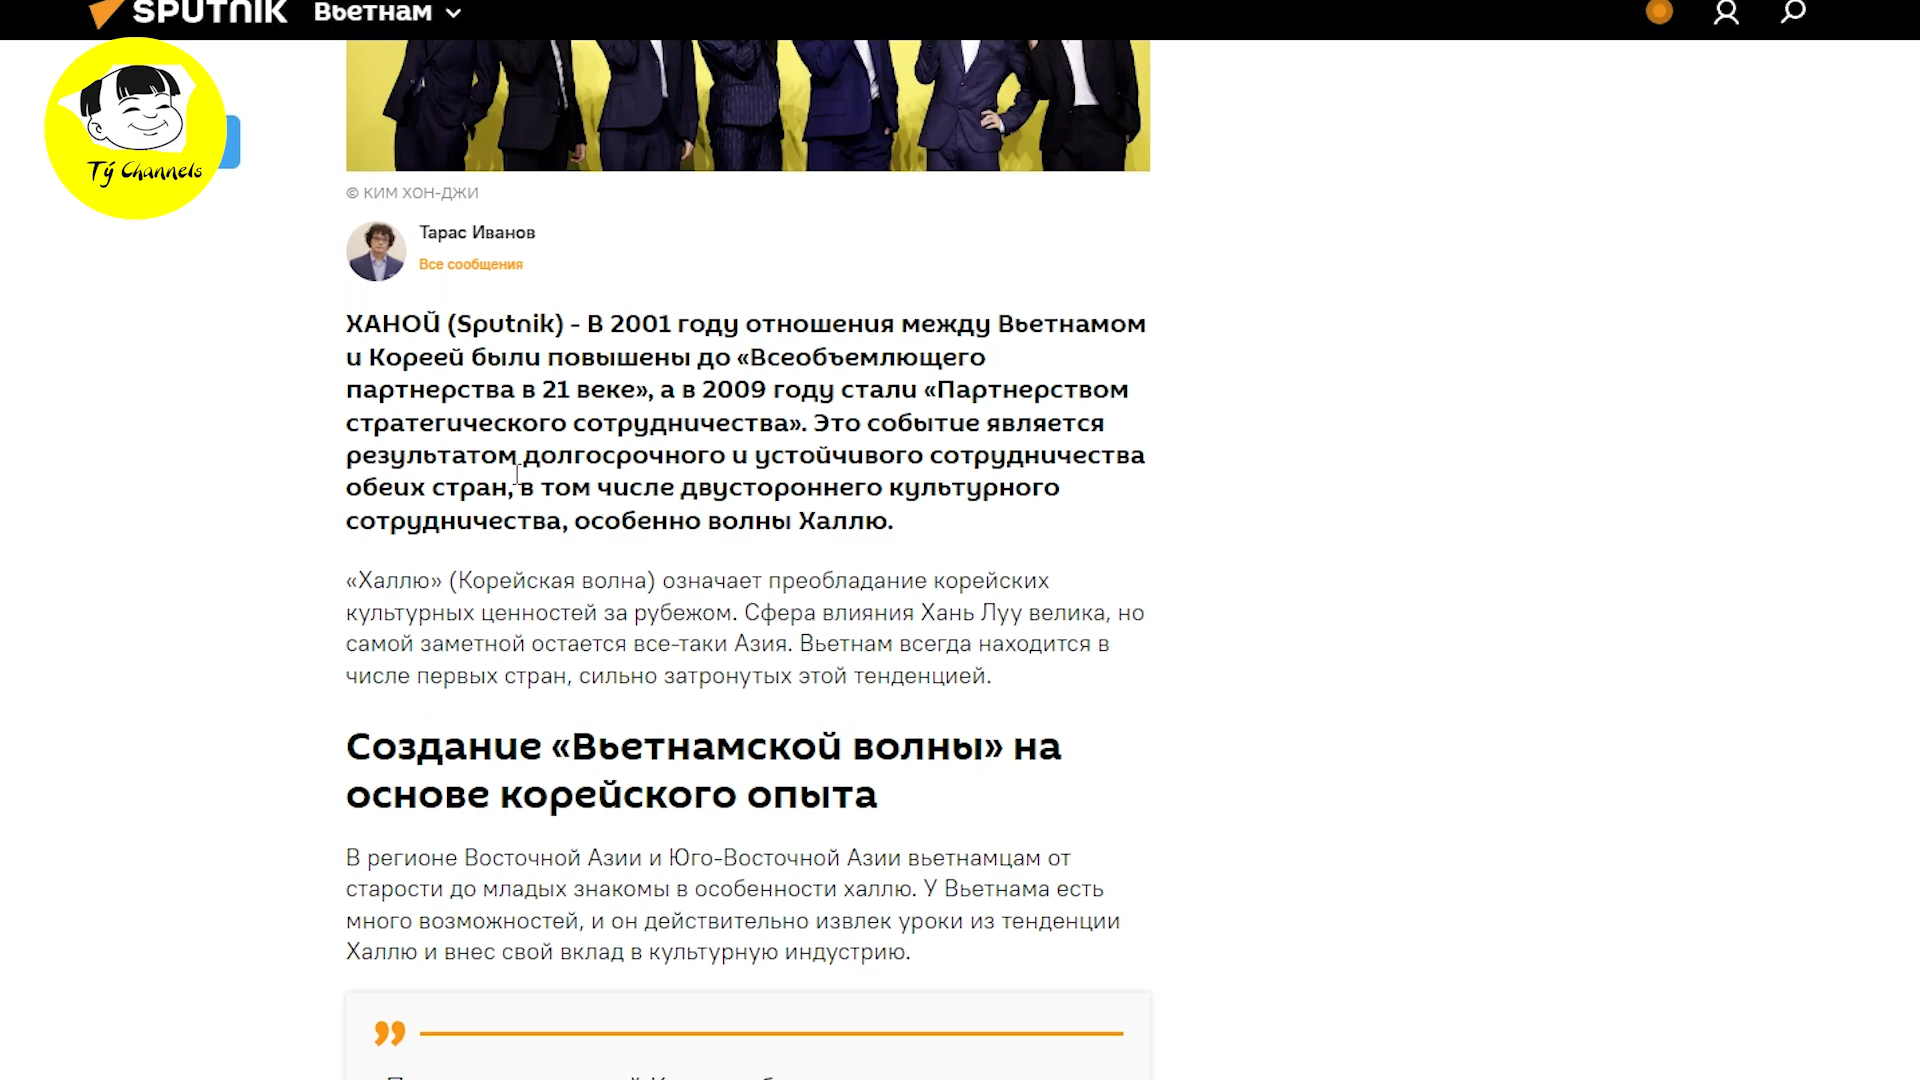 SPUTNIK Вьетнам
Tý Channels
© КИМ ХОН-ДЖИ
Тарас Иванов
Все сообщения
ХАНОЙ (Sputnik) - В 2001 году отношения между Вьетнамом
и Кореей были повышены до «Всеобъемлющего
партнерства в 21 веке», а в 2009 году стали «Партнерством
стратегического сотрудничества». Это событие является
результатом долгосрочного и устойчивого сотрудничества
обеих стран, в том числе двустороннего культурного
сотрудничества, особенно волны Халлю.
«Халлю» (Корейская волна) означает преобладание корейских
культурных ценностей за рубежом. Сфера влияния Хань Луу велика, но
самой заметной остается все-таки Азия. Вьетнам всегда находится в
числе первых стран, сильно затронутых этой тенденцией.
Создание «Вьетнамской волны» на
основе корейского опыта
В регионе Восточной Азии и Юго-Восточной Азии вьетнамцам от
старости до младых знакомы в особенности халлю. У Вьетнама есть
много возможностей, и он действительно извлек уроки из тенденции
Халлю и внес свой вклад в культурную индустрию.